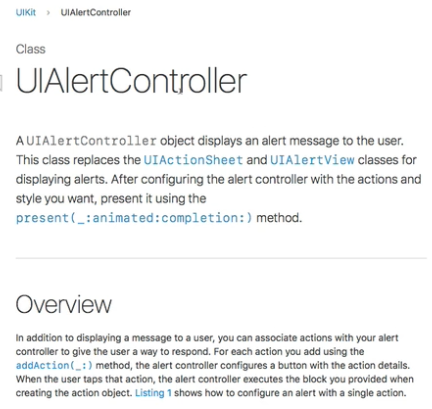 UIKit > UIAlertController
Class
UIAlertController
A UIAlertController object displays an alert message to the user.
This class replaces the UIActionSheet and UIAlertView classes for
displaying alerts. After configuring the alert controller with the actions and
style you want, present it using the
present(_:animated:completion:) method.
Overview
In addition to displaying a message to a user, you can associate actions with your alert
controller to give the user a way to respond. For each action you add using the
addAction(_:) method, the alert controller configures a button with the action details.
When the user taps that action, the alert controller executes the block you provided when
creating the action object. Listing 1 shows how to configure an alert with a single action.